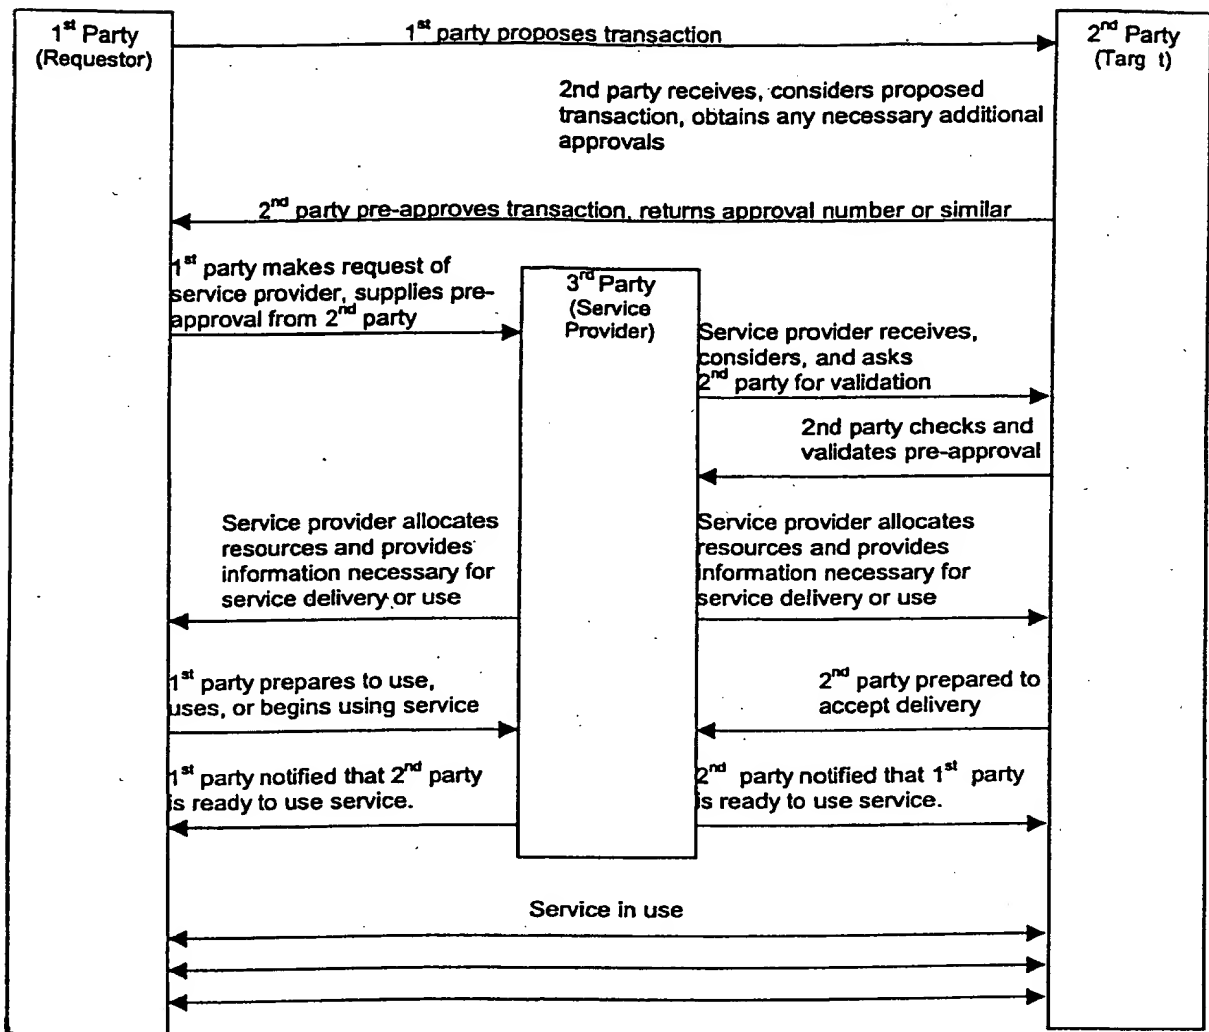 1st Party
(Requestor)
1st party proposes transaction
2nd Party
(Targ t)
2nd party receives, considers proposed
transaction, obtains any necessary additional
approvals
2nd party pre-approves transaction, returns approval number or similar
1st party makes request of
service provider, supplies pre-
approval from 2nd party
3rd Party
(Service
Provider)
Service provider receives,
considers, and asks
2nd party for validation
2nd party checks and
validates pre-approval
Service provider allocates
resources and provides
information necessary for
service delivery or use
Service provider allocates
resources and provides
information necessary for
service delivery or use
1st party prepares to use,
uses, or begins using service
2nd party prepared to
accept delivery
1st party notified that 2nd party
is ready to use service.
2nd party notified that 1st party
is ready to use service.
Service in use